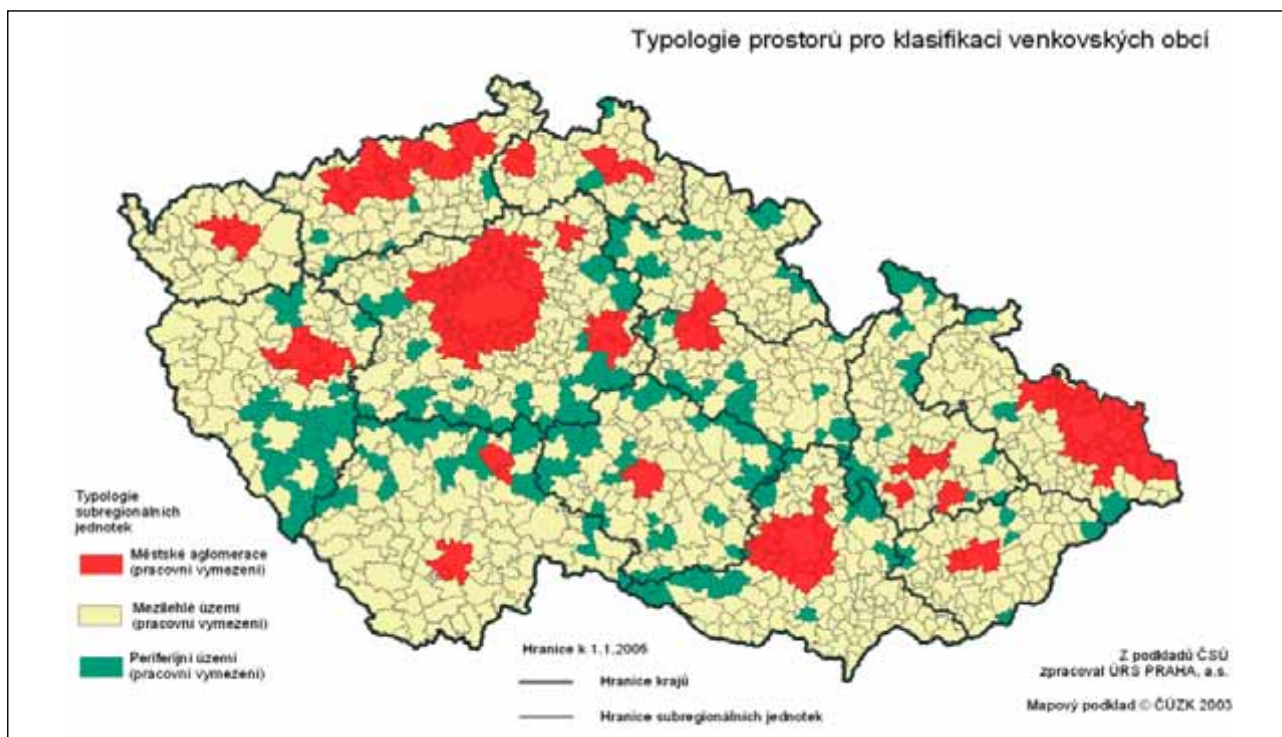 Typologie prostorů pro klasifikaci venkovských obcí
Typologie
subregionálních
jednotek
Městské aglomerace
(pracovní vymezení)
Mezilehlé území
(pracovní vymezení)
Periferijní území
(pracovní vymezení)
Hranice k 1.1.2006
Hranice krajů
Hranice subregionálních jednotek
Z podkladů ČSÚ
zpracoval ÚRS PRAHA, a.s.
Mapový podklad © ČÚZK 2003